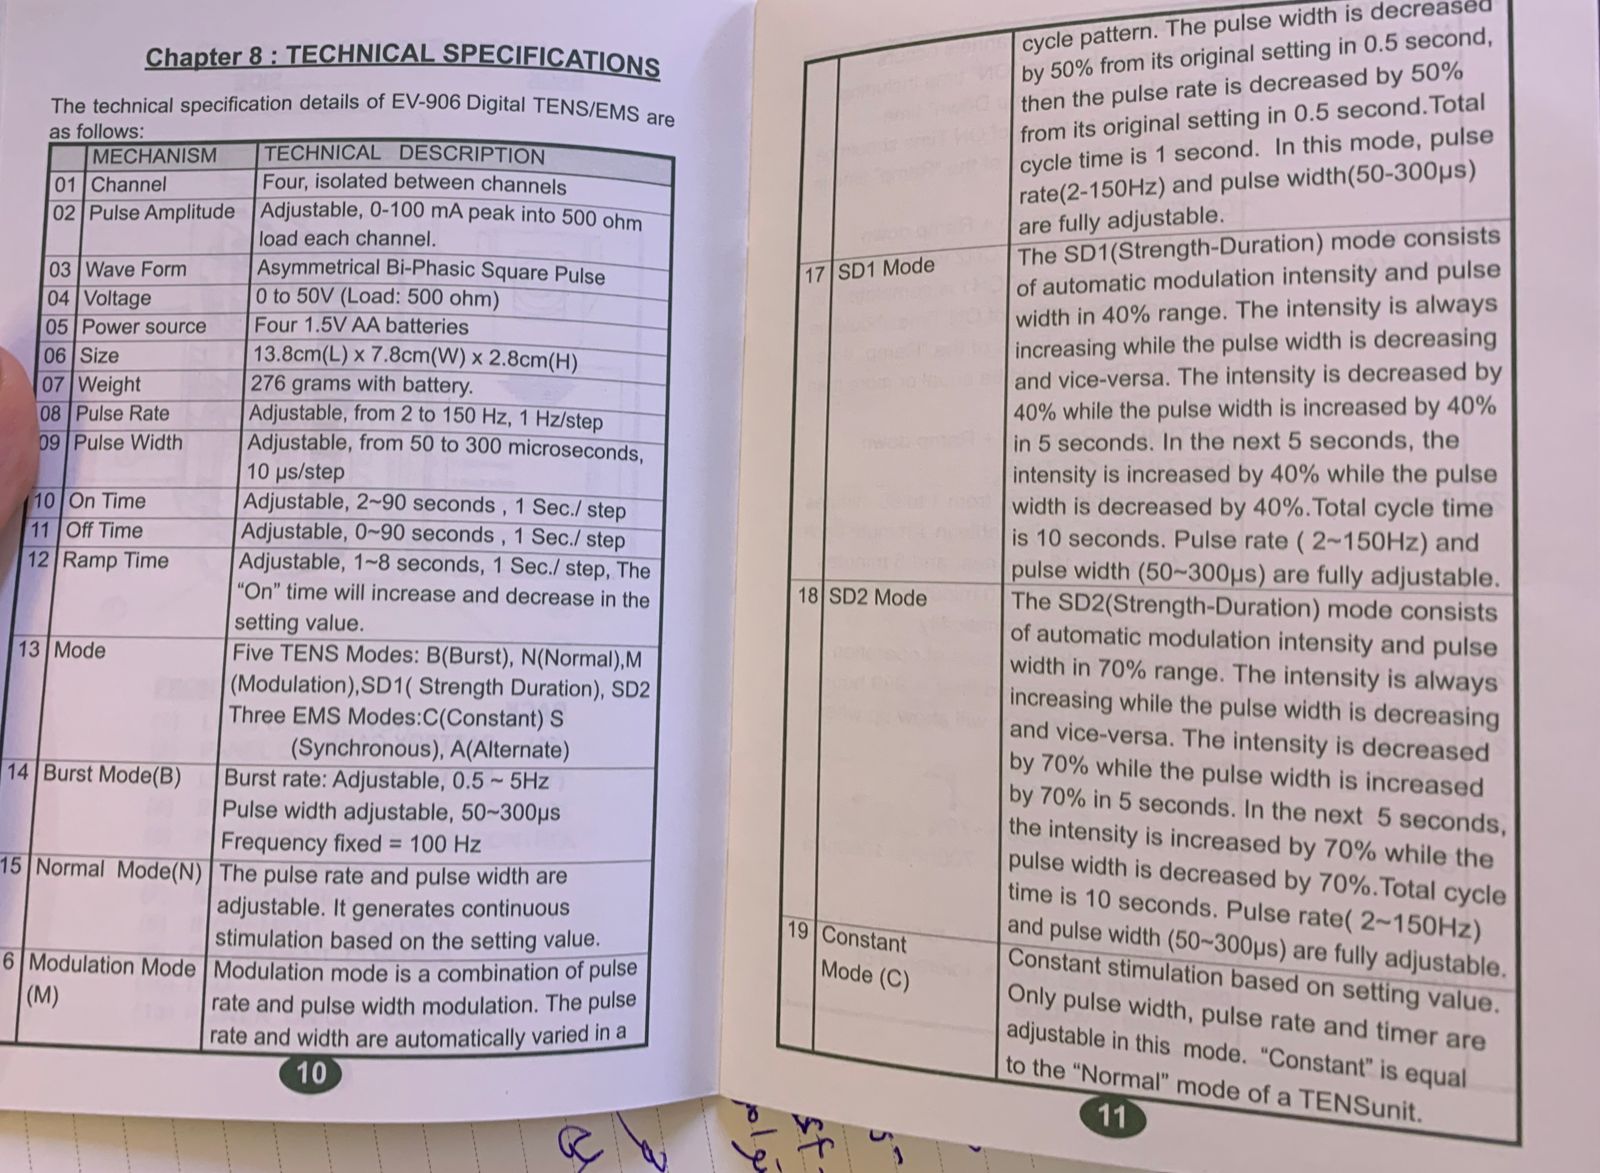 Chapter 8 : TECHNICAL SPECIFICATIONS
The technical specification details of EV-906 Digital TENS/EMS are
as follows:
MECHANISM TECHNICAL DESCRIPTION
01 Channel Four, isolated between channels
02 Pulse Amplitude Adjustable, 0-100 mA peak into 500 ohm
load each channel.
03 Wave Form Asymmetrical Bi-Phasic Square Pulse
04 Voltage 0 to 50V (Load: 500 ohm)
05 Power source Four 1.5V AA batteries
06 Size 13.8cm(L) x 7.8cm(W) x 2.8cm(H)
07 Weight 276 grams with battery.
08 Pulse Rate Adjustable, from 2 to 150 Hz, 1 Hz/step
09 Pulse Width Adjustable, from 50 to 300 microseconds,
10 µs/step
10 On Time Adjustable, 2~90 seconds , 1 Sec./ step
11 Off Time Adjustable, 0~90 seconds , 1 Sec./ step
12 Ramp Time Adjustable, 1~8 seconds, 1 Sec./ step, The
“On” time will increase and decrease in the
setting value.
13 Mode Five TENS Modes: B(Burst), N(Normal),M
(Modulation),SD1( Strength Duration), SD2
Three EMS Modes:C(Constant) S
(Synchronous), A(Alternate)
14 Burst Mode(B) Burst rate: Adjustable, 0.5 ~ 5Hz
Pulse width adjustable, 50~300µs
Frequency fixed = 100 Hz
15 Normal Mode(N) The pulse rate and pulse width are
adjustable. It generates continuous
stimulation based on the setting value.
6 Modulation Mode Modulation mode is a combination of pulse
(M) rate and pulse width modulation. The pulse
rate and width are automatically varied in a
10
cycle pattern. The pulse width is decreased
by 50% from its original setting in 0.5 second,
then the pulse rate is decreased by 50%
from its original setting in 0.5 second.Total
cycle time is 1 second. In this mode, pulse
rate(2-150Hz) and pulse width(50-300µs)
are fully adjustable.
17 SD1 Mode The SD1(Strength-Duration) mode consists
of automatic modulation intensity and pulse
width in 40% range. The intensity is always
increasing while the pulse width is decreasing
and vice-versa. The intensity is decreased by
40% while the pulse width is increased by 40%
in 5 seconds. In the next 5 seconds, the
intensity is increased by 40% while the pulse
width is decreased by 40%.Total cycle time
is 10 seconds. Pulse rate ( 2~150Hz) and
pulse width (50~300µs) are fully adjustable.
18 SD2 Mode The SD2(Strength-Duration) mode consists
of automatic modulation intensity and pulse
width in 70% range. The intensity is always
increasing while the pulse width is decreasing
and vice-versa. The intensity is decreased
by 70% while the pulse width is increased
by 70% in 5 seconds. In the next 5 seconds,
the intensity is increased by 70% while the
pulse width is decreased by 70%.Total cycle
time is 10 seconds. Pulse rate( 2~150Hz)
and pulse width (50~300µs) are fully adjustable.
19 Constant Constant stimulation based on setting value.
Mode (C) Only pulse width, pulse rate and timer are
adjustable in this mode. “Constant” is equal
to the “Normal” mode of a TENSunit.
11